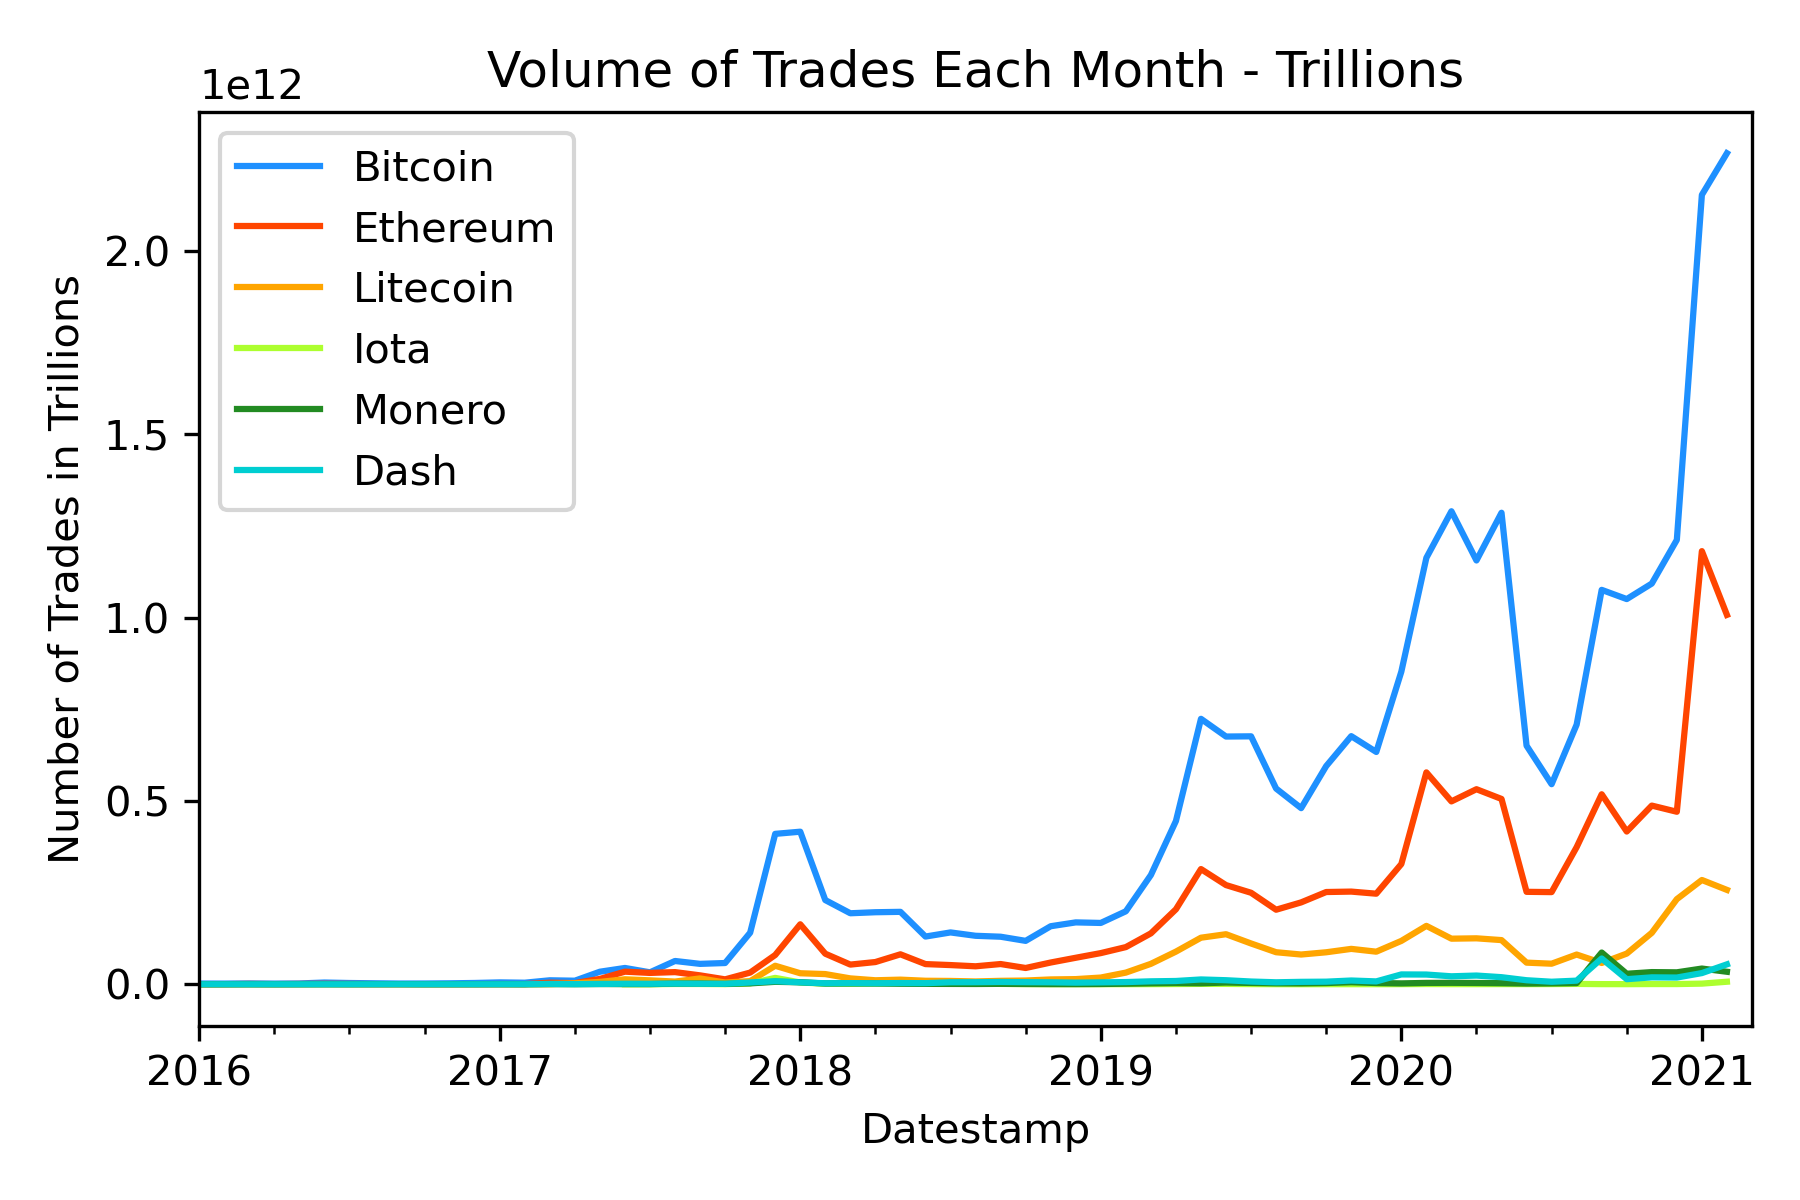 Volume of Trades Each Month - Trillions
1e12
Bitcoin
Ethereum
Litecoin
Iota
Monero
Dash
Number of Trades in Trillions
2.0
1.5
1.0
0.5
0.0
2016 2017 2018 2019 2020 2021
Datestamp